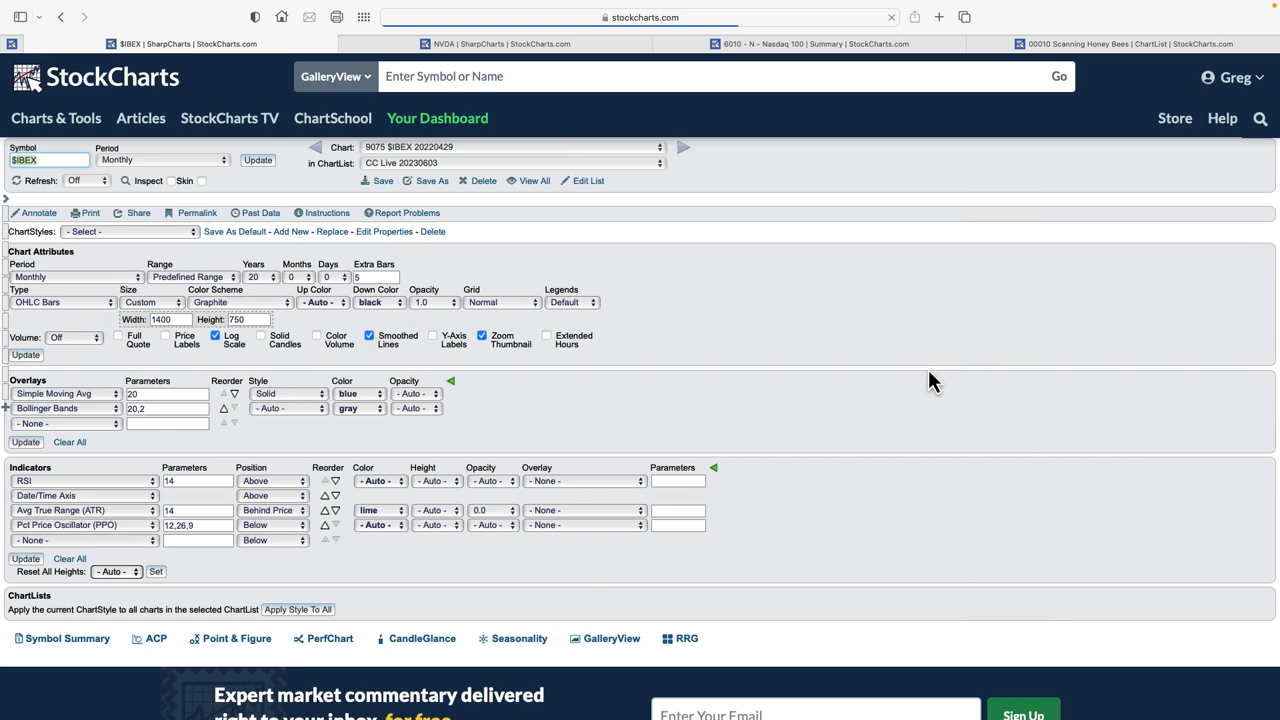 stockcharts.com
$IBEX | SharpCharts | StockCharts.com
NVDA | SharpCharts | StockCharts.com
6010 - N - Nasdaq 100 | Summary | StockCharts.com
00010 Scanning Honey Bees | ChartList | StockCharts.com
StockCharts
GalleryView Enter Symbol or Name Go
Greg
Charts & Tools Articles StockCharts TV ChartSchool Your Dashboard Store Help
Symbol Period
$IBEX Monthly Update
Chart: 9075 $IBEX 20220429
in ChartList: CC Live 20230603
Refresh: Off Inspect Skin
Save Save As Delete View All Edit List
Annotate Print Share Permalink Past Data Instructions Report Problems
ChartStyles: - Select - Save As Default - Add New - Replace - Edit Properties - Delete
Chart Attributes
Period Range Years Months Days Extra Bars
Monthly Predefined Range 20 0 0 5
Type Size Color Scheme Up Color Down Color Opacity Grid Legends
OHLC Bars Custom Graphite - Auto - black 1.0 Normal Default
Width: 1400 Height: 750
Volume: Off Full Quote Price Labels Log Scale Solid Candles Color Volume Smoothed Lines Y-Axis Labels Zoom Thumbnail Extended Hours
Update
Overlays Parameters Reorder Style Color Opacity
Simple Moving Avg 20 Solid blue - Auto -
Bollinger Bands 20,2 - Auto - gray - Auto -
- None -
Update Clear All
Indicators Parameters Position Reorder Color Height Opacity Overlay Parameters
RSI 14 Above - Auto - - Auto - - Auto - - None -
Date/Time Axis Above
Avg True Range (ATR) 14 Behind Price lime - Auto - 0.0 - None -
Pct Price Oscillator (PPO) 12,26,9 Below - Auto - - Auto - - Auto - - None -
- None - Below
Update Clear All
Reset All Heights: - Auto - Set
ChartLists
Apply the current ChartStyle to all charts in the selected ChartList Apply Style To All
Symbol Summary ACP Point & Figure PerfChart CandleGlance Seasonality GalleryView RRG
Expert market commentary delivered
right to your inbox, for free.
Enter Your Email Sign Up